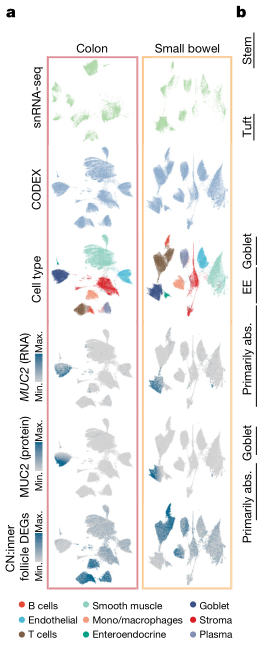 a
b
Colon
Small bowel
snRNA-seq
CODEX
Cell type
MUC2 (RNA)
Min.
Max.
MUC2 (protein)
Min.
Max.
CN:inner
follicle DEGs
Min.
Max.
Stem
Tuft
Goblet
EE
Primarily abs.
Goblet
Primarily abs.
B cells
Smooth muscle
Goblet
Endothelial
Mono/macrophages
Stroma
T cells
Enteroendocrine
Plasma